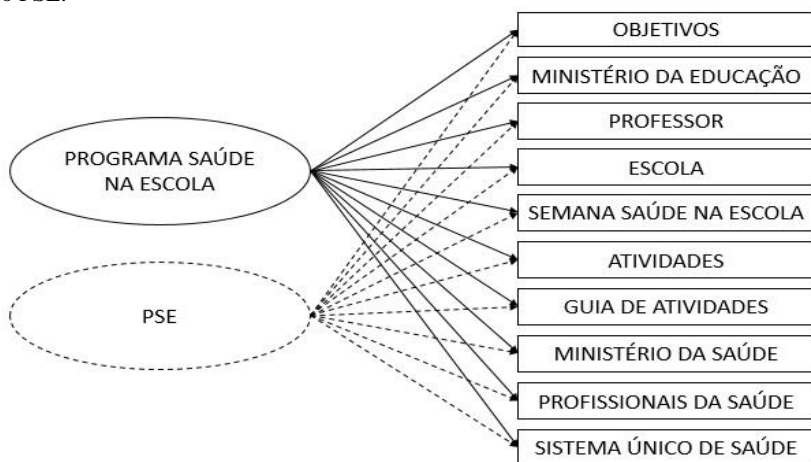 PSE.
OBJETIVOS
MINISTÉRIO DA EDUCAÇÃO
PROFESSOR
PROGRAMA SAÚDE
NA ESCOLA
ESCOLA
SEMANA SAÚDE NA ESCOLA
ATIVIDADES
PSE
GUIA DE ATIVIDADES
MINISTÉRIO DA SAÚDE
PROFISSIONAIS DA SAÚDE
SISTEMA ÚNICO DE SAÚDE